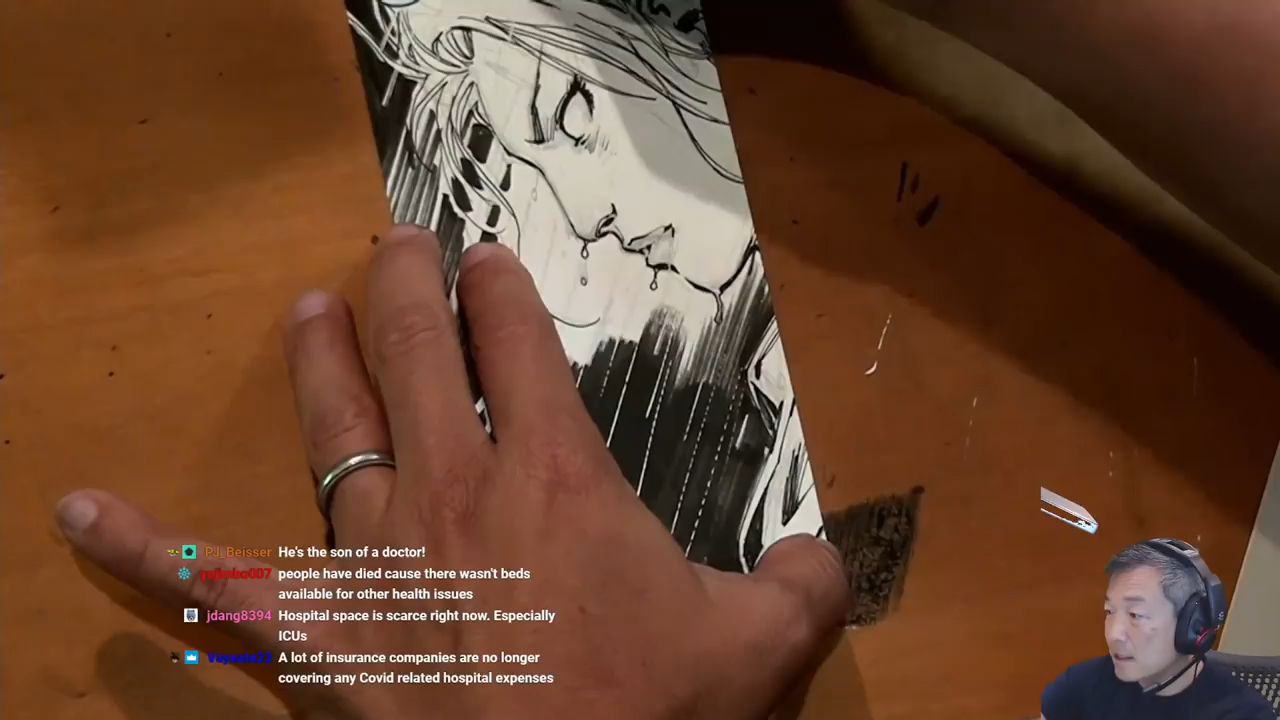 PJ_Beisser He's the son of a doctor!
people have died cause there wasn't beds
available for other health issues
jdang8394 Hospital space is scarce right now. Especially
ICUs
A lot of insurance companies are no longer
covering any Covid related hospital expenses